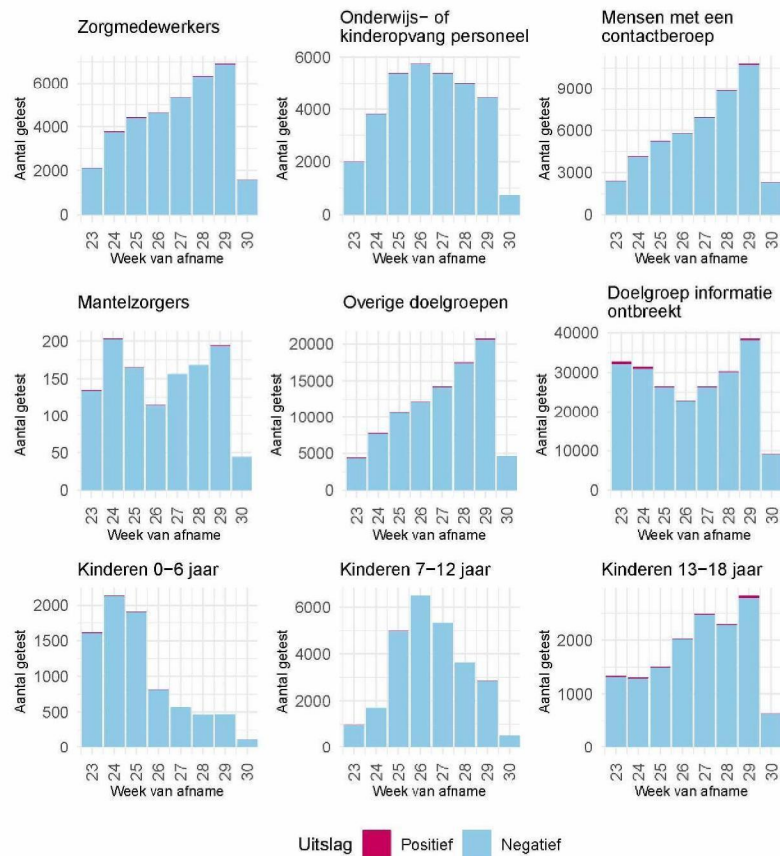 Zorgmedewerkers
Aantal getest
6000
4000
2000
0
23 24 25 26 27 28 29 30
Week van afname
Onderwijs- of
kinderopvang personeel
Aantal getest
6000
4000
2000
0
23 24 25 26 27 28 29 30
Week van afname
Mensen met een
contactberoep
Aantal getest
9000
6000
3000
0
23 24 25 26 27 28 29 30
Week van afname
Mantelzorgers
Aantal getest
200
150
100
50
0
23 24 25 26 27 28 29 30
Week van afname
Overige doelgroepen
Aantal getest
20000
15000
10000
5000
0
23 24 25 26 27 28 29 30
Week van afname
Doelgroep informatie
ontbreekt
Aantal getest
40000
30000
20000
10000
0
23 24 25 26 27 28 29 30
Week van afname
Kinderen 0-6 jaar
Aantal getest
2000
1500
1000
500
0
23 24 25 26 27 28 29 30
Week van afname
Kinderen 7-12 jaar
Aantal getest
6000
4000
2000
0
23 24 25 26 27 28 29 30
Week van afname
Kinderen 13-18 jaar
Aantal getest
2000
1000
0
23 24 25 26 27 28 29 30
Week van afname
Uitslag Positief Negatief